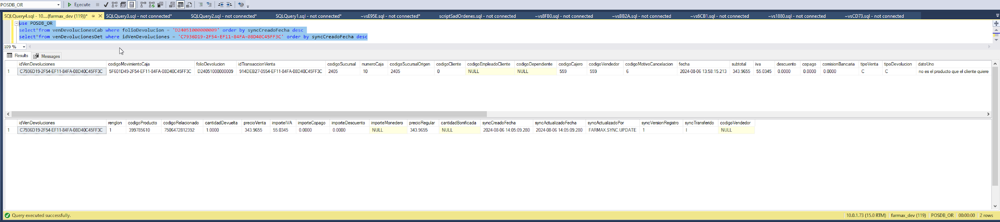 POSDB_OR Execute
SQLQuery4.sql - 10....(farmax_dev (119))* SQLQuery3.sql - not connected* SQLQuery2.sql - not connected* SQLQuery1.sql - not connected* ~vsE95E.sql - not connected* scriptSadOrdenes.sql - not connected ~vs8FB0.sql - not connected ~vsBB2A.sql - not connected ~vs6CB1.sql - not connected ~vs1880.sql - not connected ~vsCD73.sql - not connected
use POSDB_OR
select*from venDevolucionesCab where folioDevolucion = 'D24051000000009' order by syncCreadoFecha desc
select*from venDevolucionesDet where idVenDevoluciones = 'C7936D19-2F54-EF11-84FA-08D40C45FF3C' order by syncCreadoFecha desc
109 %
Results Messages
idVenDevoluciones codigoMovimientoCaja folioDevolucion idTransaccionVenta codigoSucursal numeroCaja codigoSucursalOrigen codigoCliente codigoEmpleadoCliente codigoDependiente codigoCajero codigoVendedor codigoMotivoCancelacion fecha subtotal iva descuento copago comisionBancaria tipoVenta tipoDevolucion datoUno
1 C7936D19-2F54-EF11-84FA-08D40C45FF3C 5F601D49-2F54-EF11-84FA-08D40C45FF3C D24051000000009 914DEB27-0554-EF11-84FA-08D40C45FF3C 2405 10 2405 0 NULL NULL 559 559 6 2024-08-06 13:58:15.213 343.9655 55.0345 0.0000 0.0000 0.0000 C C no es el producto que el cliente quiere
idVenDevoluciones renglon codigoProducto codigoRelacionado cantidadDevuelta precioVenta importeIVA importeCopago importeDescuento importeMonedero precioRegular cantidadBonificada syncCreadoFecha syncActualizadoFecha syncActualizadoPor syncVersionRegistro syncTransferido codigoVendedor
1 C7936D19-2F54-EF11-84FA-08D40C45FF3C 1 399785610 7506472812392 1.0000 343.9655 55.0345 0.0000 0.0000 NULL 343.9655 NULL 2024-08-06 14:05:09.280 2024-08-06 14:05:09.280 FARMAX.SYNC.UPDATE 1 I NULL
Query executed successfully. 10.0.1.73 (15.0 RTM) farmax_dev (119) POSDB_OR 00:00:00 2 rows